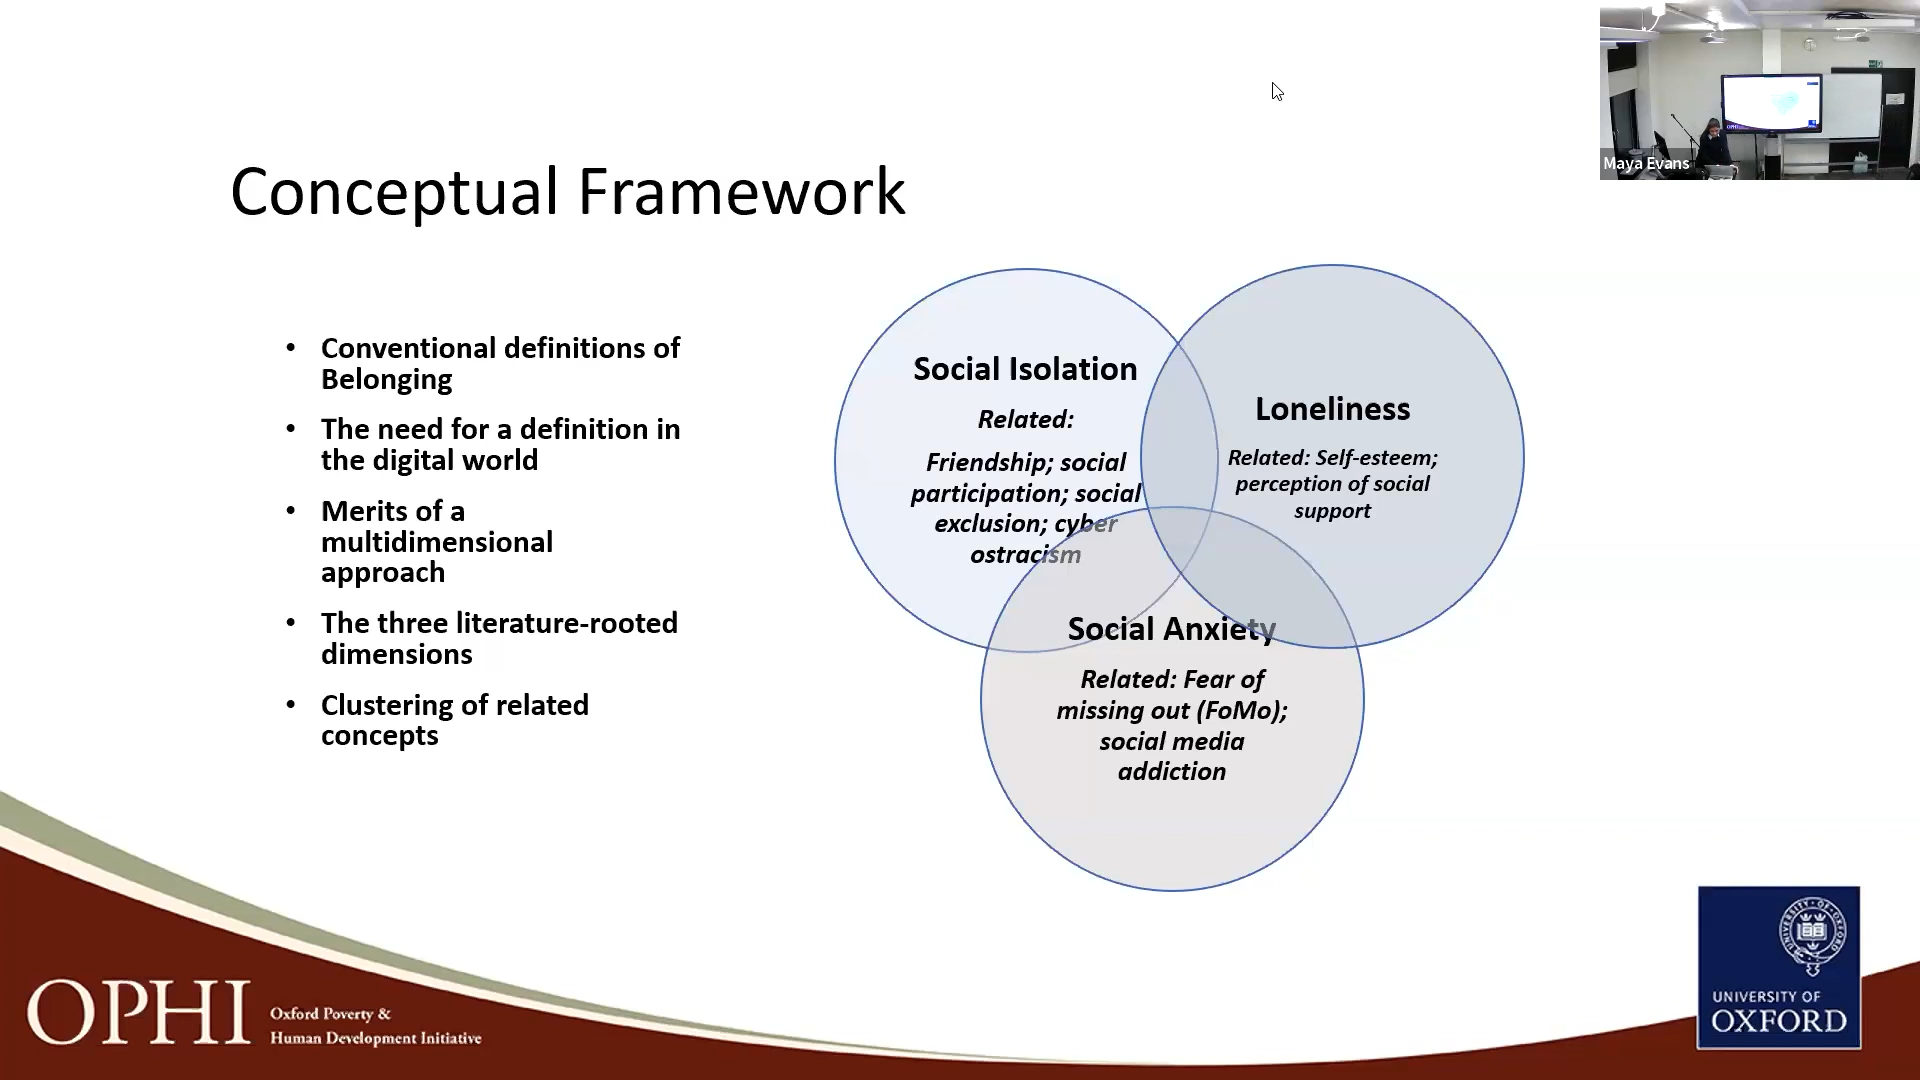 Maya Evans
Conceptual Framework
• Conventional definitions of
Belonging
• The need for a definition in
the digital world
• Merits of a
multidimensional
approach
• The three literature-rooted
dimensions
• Clustering of related
concepts
Social Isolation
Related:
Friendship; social
participation; social
exclusion; cyber
ostracism
Loneliness
Related: Self-esteem;
perception of social
support
Social Anxiety
Related: Fear of
missing out (FoMo);
social media
addiction
OPHI
Oxford Poverty &
Human Development Initiative
UNIVERSITY OF
OXFORD